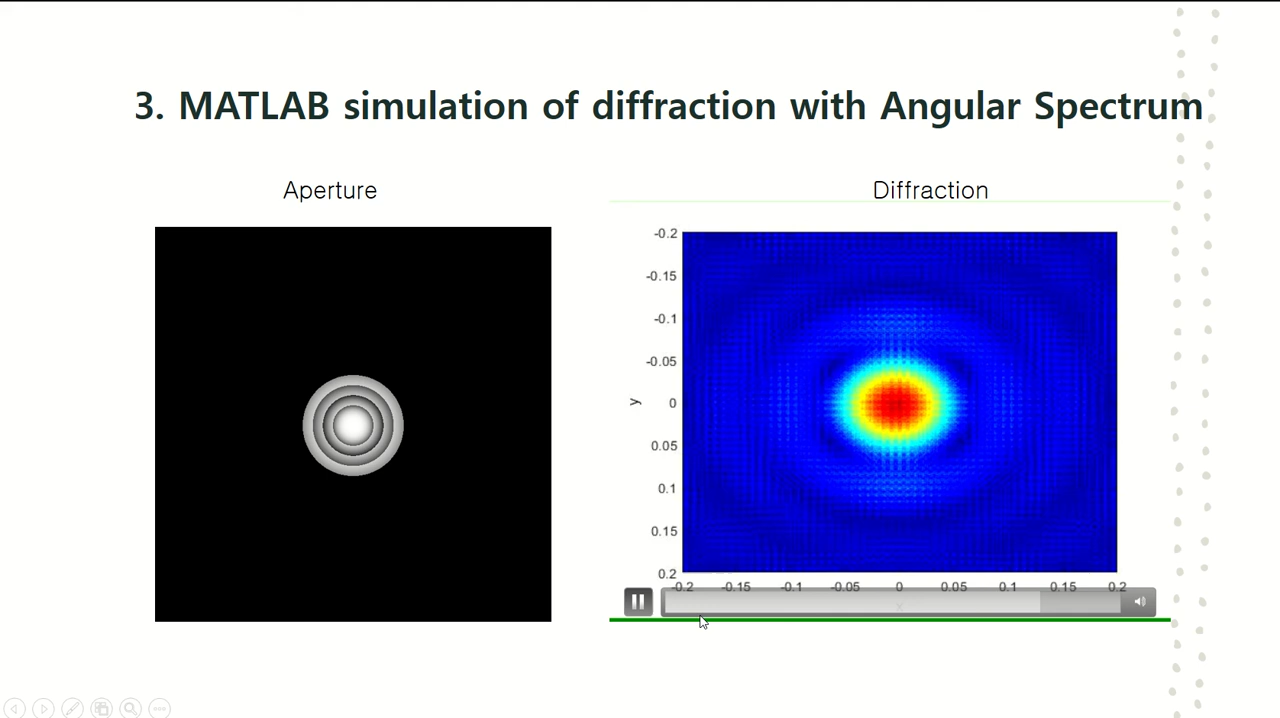 3. MATLAB simulation of diffraction with Angular Spectrum
Aperture
Diffraction
-0.2
-0.15
-0.1
-0.05
0
0.05
0.1
0.15
0.2
y
-0.2 -0.15 -0.1 -0.05 0 0.05 0.1 0.15 0.2
x